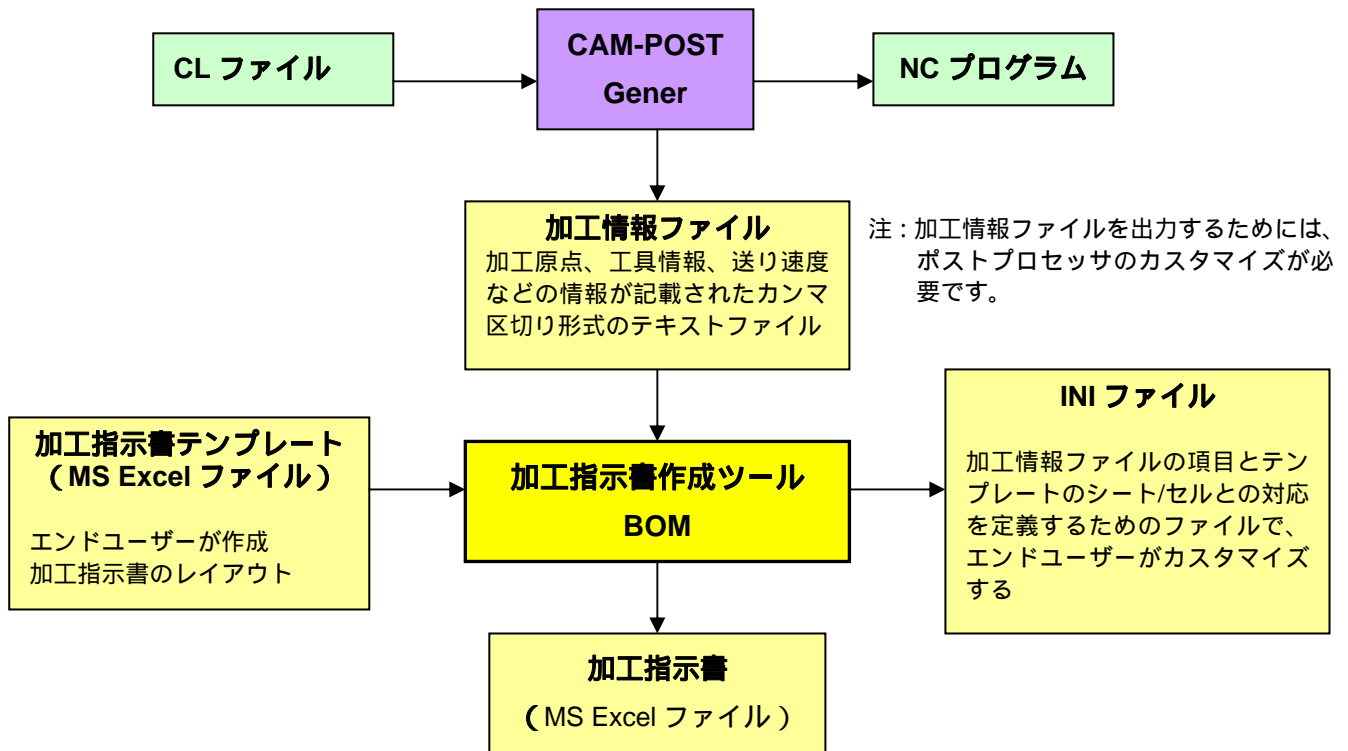 CL ファイル
CAM-POST
Gener
NC プログラム
加工情報ファイル
加工原点、工具情報、送り速度
などの情報が記載されたカンマ
区切り形式のテキストファイル
注 : 加工情報ファイルを出力するためには、
ポストプロセッサのカスタマイズが必
要です。
加工指示書テンプレート
( MS Excel ファイル )
エンドユーザーが作成
加工指示書のレイアウト
加工指示書作成ツール
BOM
INI ファイル
加工情報ファイルの項目とテン
プレートのシート/セルとの対応
を定義するためのファイルで、
エンドユーザーがカスタマイズ
する
加工指示書
( MS Excel ファイル )